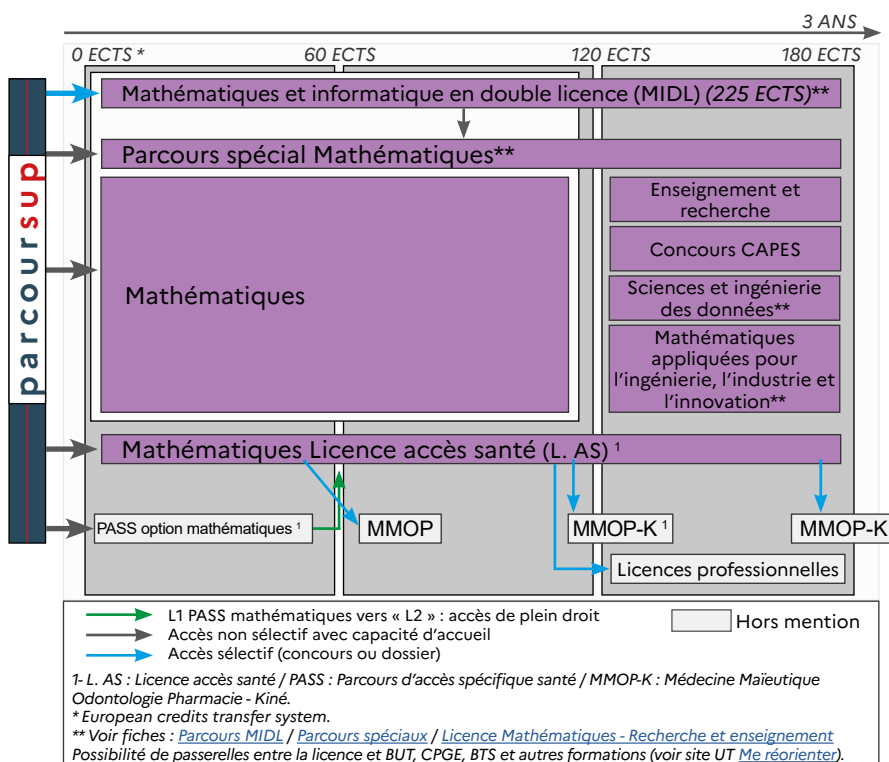 3 ANS
0 ECTS * 60 ECTS 120 ECTS 180 ECTS
parcoursup
Mathématiques et informatique en double licence (MIDL) (225 ECTS)**
Parcours spécial Mathématiques**
Mathématiques
Enseignement et
recherche
Concours CAPES
Sciences et ingénierie
des données**
Mathématiques
appliquées pour
l'ingénierie, l'industrie et
l'innovation**
Mathématiques Licence accès santé (L. AS) 1
PASS option mathématiques 1
MMOP
MMOP-K 1
MMOP-K
Licences professionnelles
L1 PASS mathématiques vers « L2 » : accès de plein droit
Accès non sélectif avec capacité d'accueil
Accès sélectif (concours ou dossier)
Hors mention
1- L. AS : Licence accès santé / PASS : Parcours d'accès spécifique santé / MMOP-K : Médecine Maïeutique
Odontologie Pharmacie - Kiné.
* European credits transfer system.
** Voir fiches : Parcours MIDL / Parcours spéciaux / Licence Mathématiques - Recherche et enseignement
Possibilité de passerelles entre la licence et BUT, CPGE, BTS et autres formations (voir site UT Me réorienter).